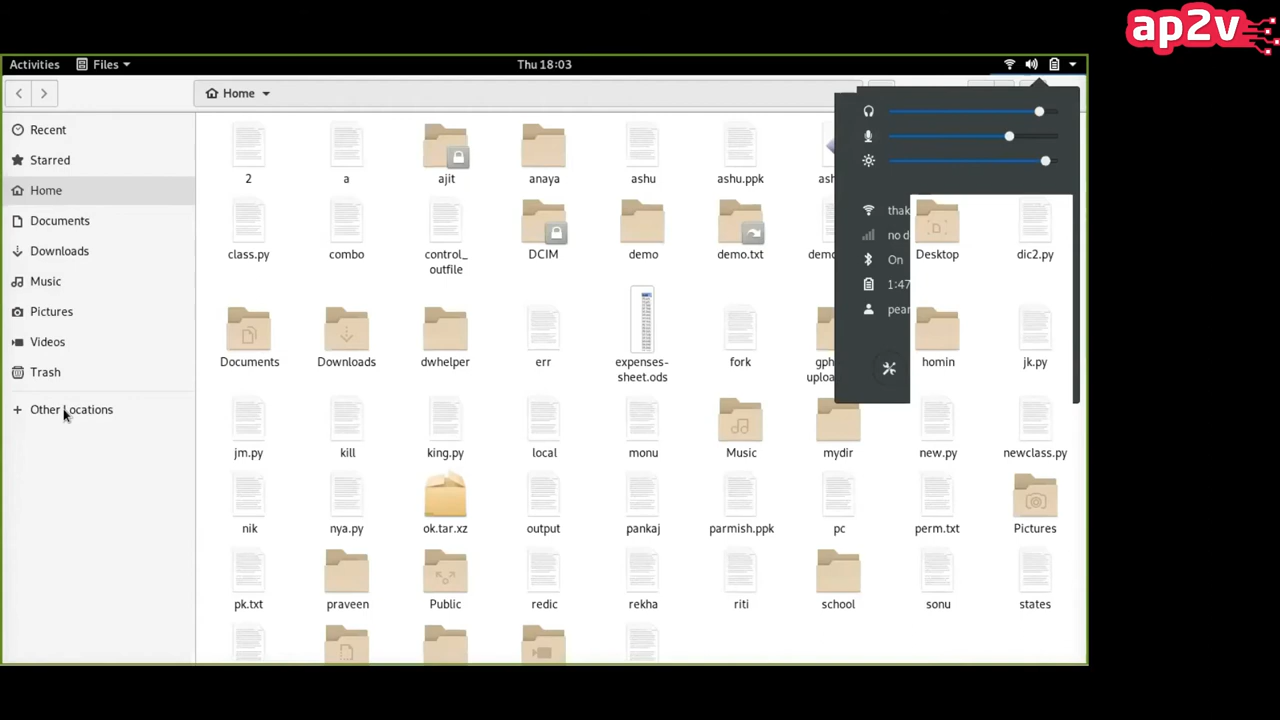 ap2v
Activities Files Thu 18:03
Home
Recent
Starred
Home
Documents
Downloads
Music
Pictures
Videos
Trash
Other Locations
2 a ajit anaya ashu ashu.ppk
class.py combo control_outfile DCIM demo demo.txt Desktop dic2.py
Documents Downloads dwhelper err expenses-sheet.ods fork homin jk.py
jm.py kill king.py local monu Music mydir new.py newclass.py
nik nya.py ok.tar.xz output pankaj parmish.ppk pc perm.txt Pictures
pk.txt praveen Public redic rekha riti school sonu states
thak
no d
On
1:47
pear